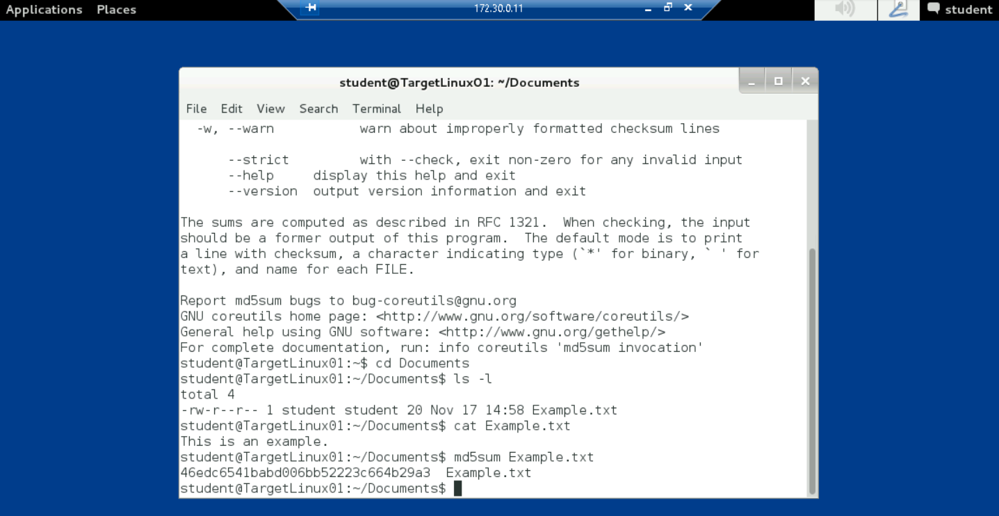 Applications Places 172.30.0.11 student
student@TargetLinux01: ~/Documents
File Edit View Search Terminal Help
  -w, --warn           warn about improperly formatted checksum lines
      --strict         with --check, exit non-zero for any invalid input
      --help     display this help and exit
      --version  output version information and exit
The sums are computed as described in RFC 1321.  When checking, the input
should be a former output of this program.  The default mode is to print
a line with checksum, a character indicating type (`*' for binary, ` ' for
text), and name for each FILE.
Report md5sum bugs to bug-coreutils@gnu.org
GNU coreutils home page: <http://www.gnu.org/software/coreutils/>
General help using GNU software: <http://www.gnu.org/gethelp/>
For complete documentation, run: info coreutils 'md5sum invocation'
student@TargetLinux01:~$ cd Documents
student@TargetLinux01:~/Documents$ ls -l
total 4
-rw-r--r-- 1 student student 20 Nov 17 14:58 Example.txt
student@TargetLinux01:~/Documents$ cat Example.txt
This is an example.
student@TargetLinux01:~/Documents$ md5sum Example.txt
46edc6541babd006bb52223c664b29a3  Example.txt
student@TargetLinux01:~/Documents$